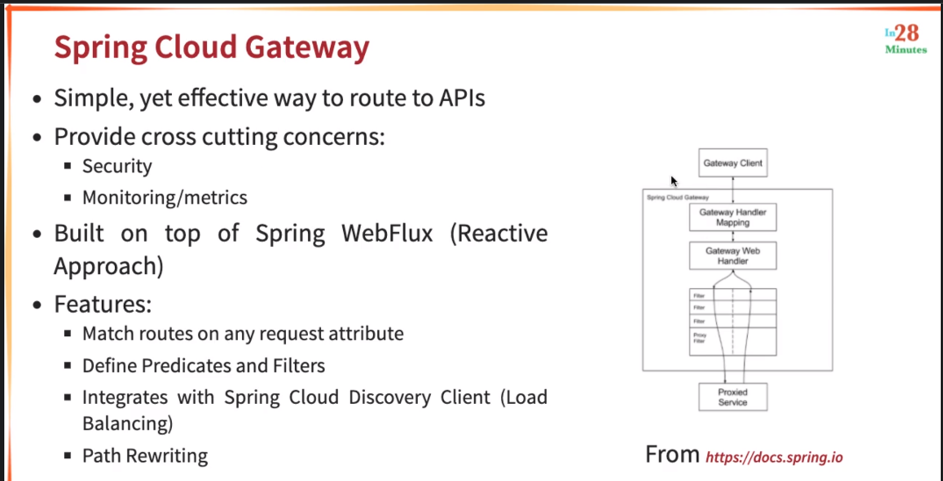 Spring Cloud Gateway
In28
Minutes
• Simple, yet effective way to route to APIs
• Provide cross cutting concerns:
▪ Security
▪ Monitoring/metrics
• Built on top of Spring WebFlux (Reactive
Approach)
• Features:
▪ Match routes on any request attribute
▪ Define Predicates and Filters
▪ Integrates with Spring Cloud Discovery Client (Load
Balancing)
▪ Path Rewriting
Gateway Client
Spring Cloud Gateway
Gateway Handler
Mapping
Gateway Web
Handler
Filter
Filter
Filter
Proxy
Filter
Proxied
Service
From https://docs.spring.io